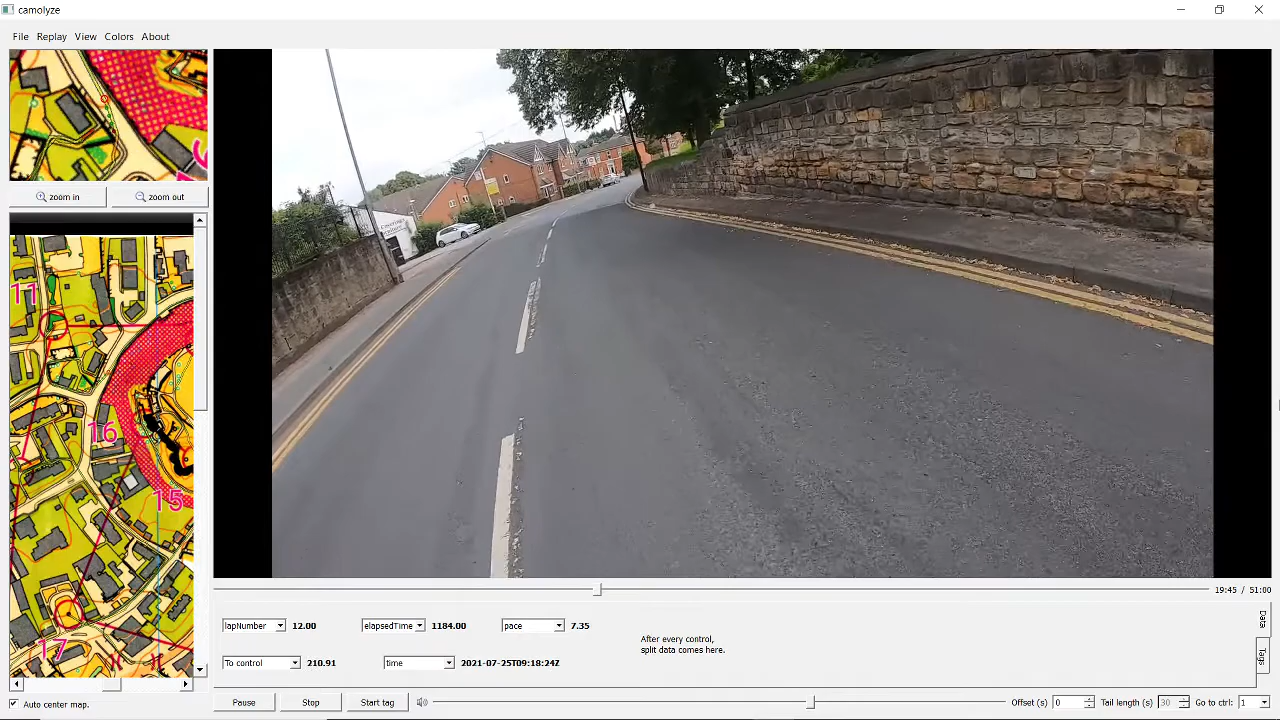 camolyze
File Replay View Colors About
zoom in
zoom out
11
16
15
17
19:45 / 51:00
lapNumber 12.00 elapsedTime 1184.00 pace 7.35
After every control,
split data comes here.
To control 210.91 time 2021-07-25T09:18:24Z
Data
Tags
Auto center map.
Pause Stop Start tag
Offset (s) 0 Tail length (s) 30 Go to ctrl: 1